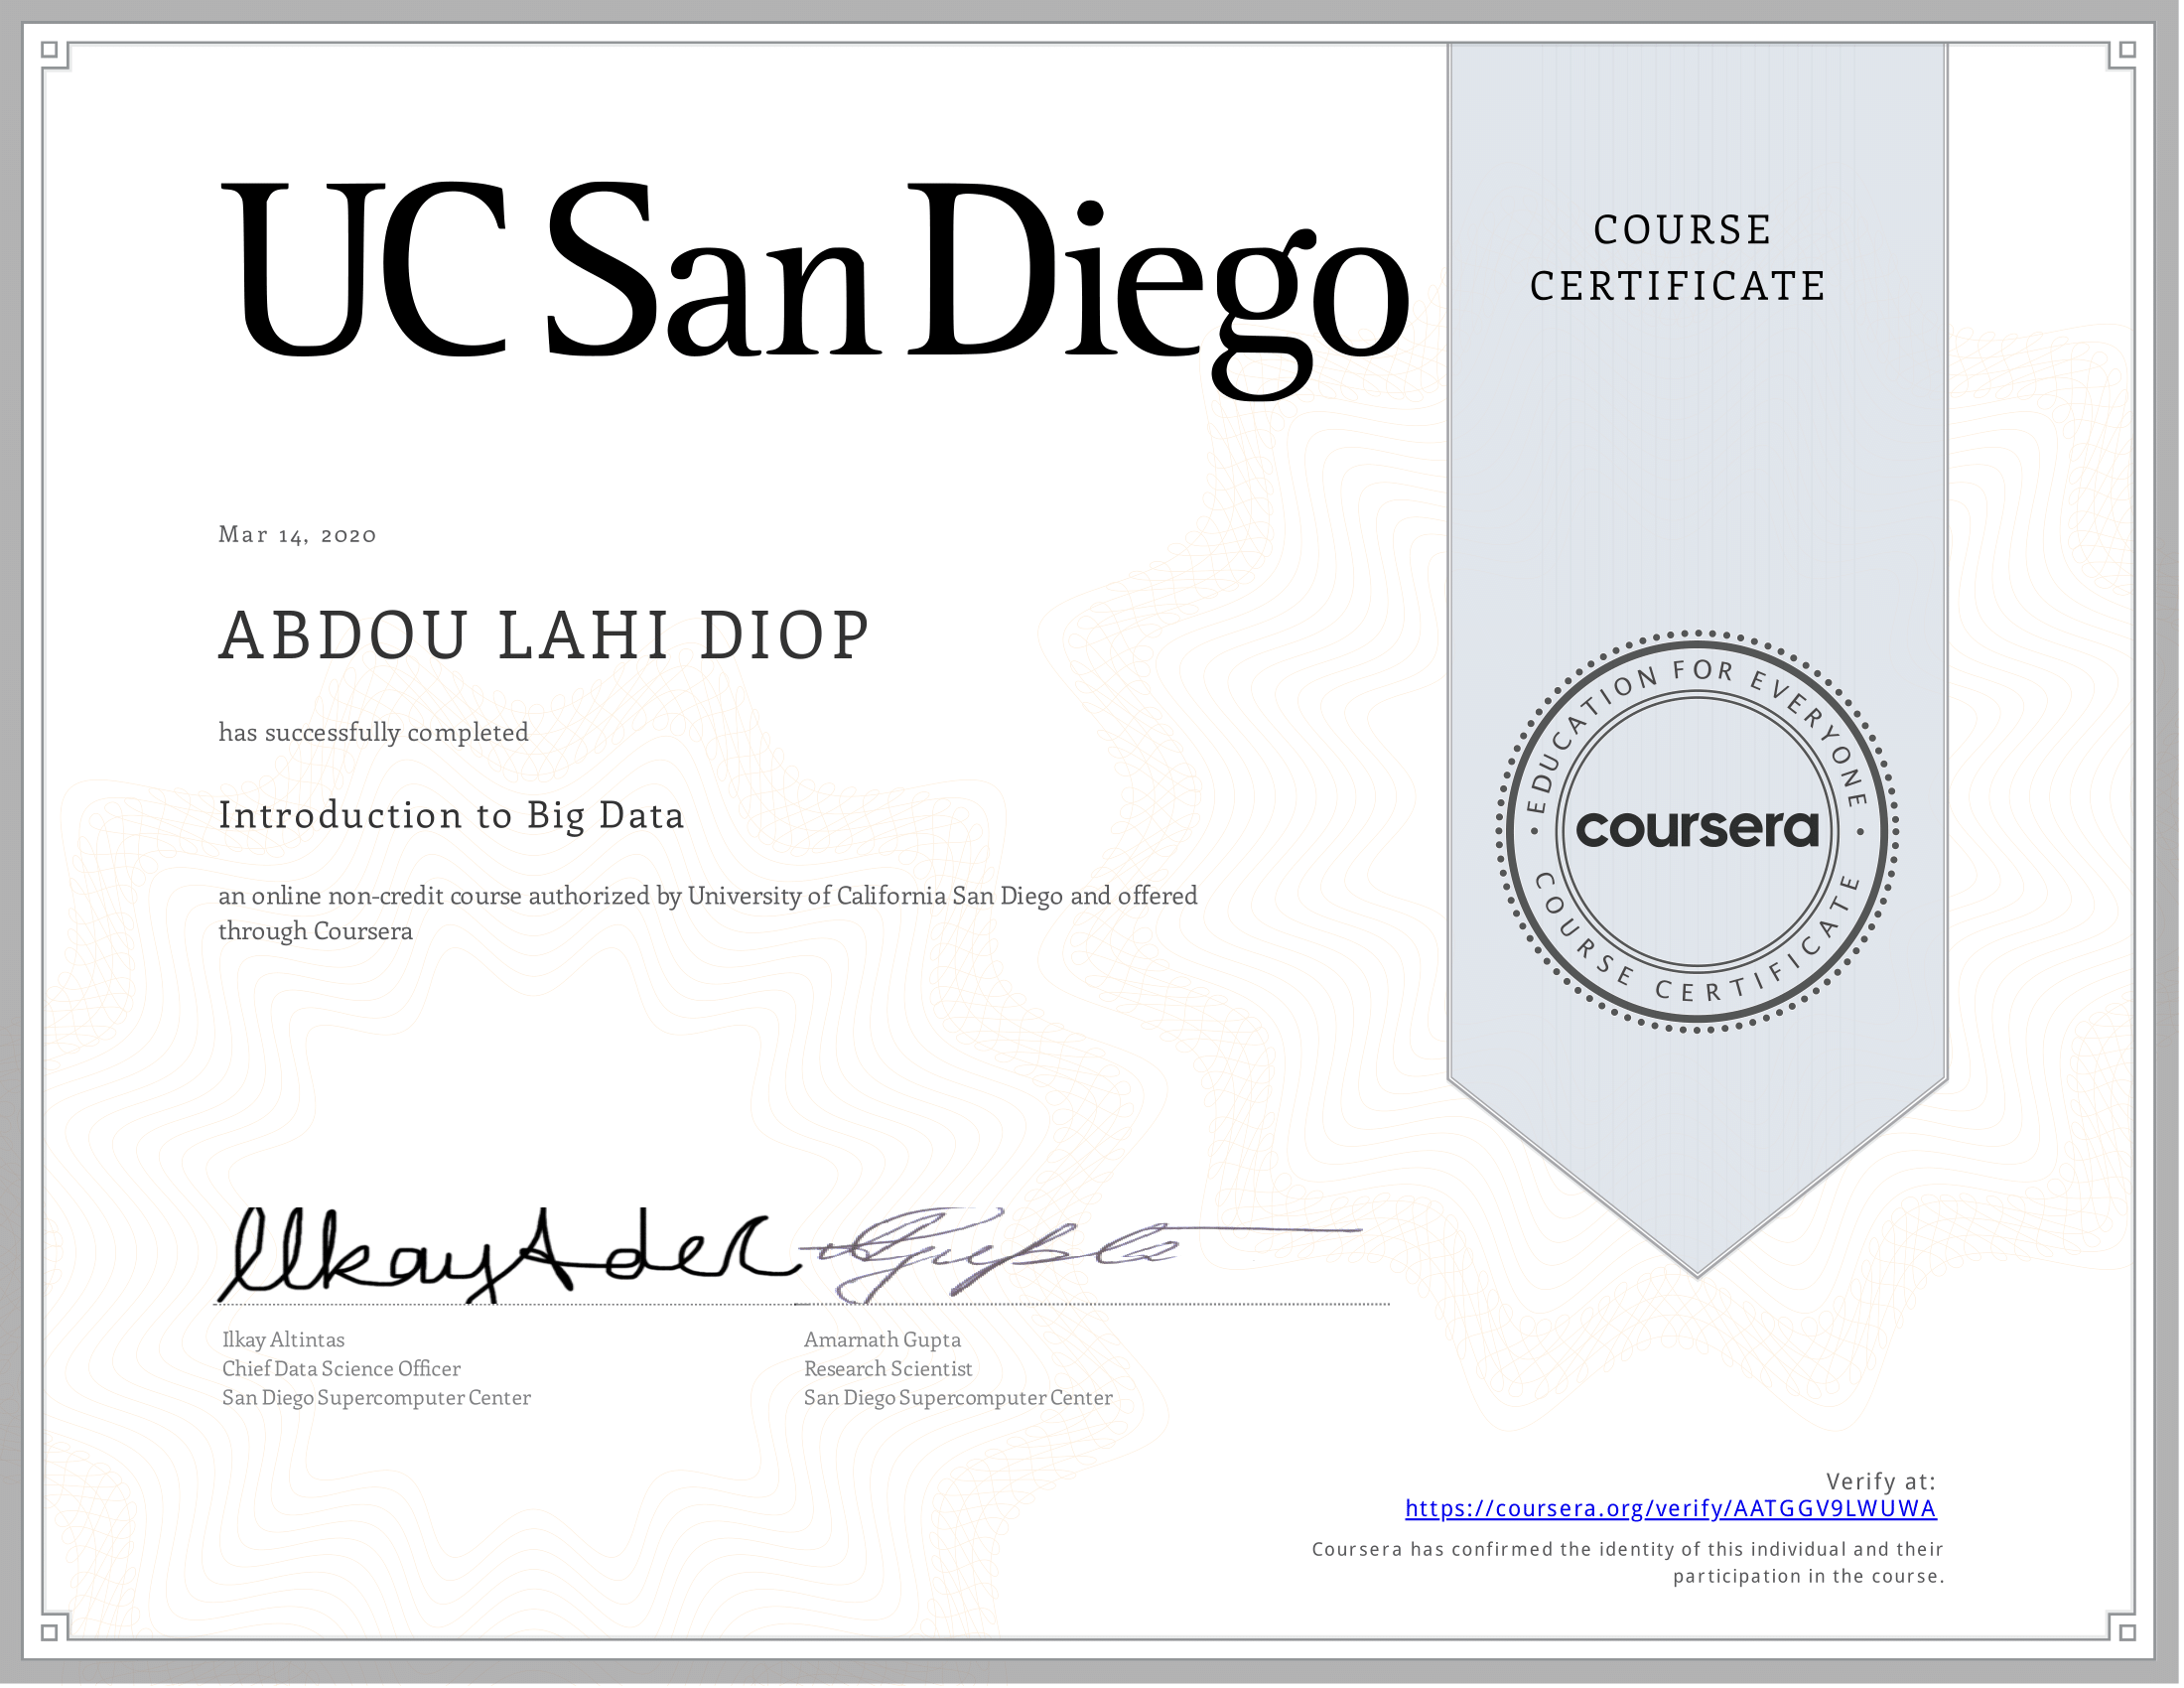 UC San Diego
COURSE
CERTIFICATE
Mar 14, 2020
ABDOU LAHI DIOP
has successfully completed
Introduction to Big Data
an online non-credit course authorized by University of California San Diego and offered
through Coursera
EDUCATION FOR EVERYONE
coursera
COURSE CERTIFICATE
Ilkay Altintas
Chief Data Science Officer
San Diego Supercomputer Center
Amarnath Gupta
Research Scientist
San Diego Supercomputer Center
Verify at:
https://coursera.org/verify/AATGGV9LWUWA
Coursera has confirmed the identity of this individual and their
participation in the course.